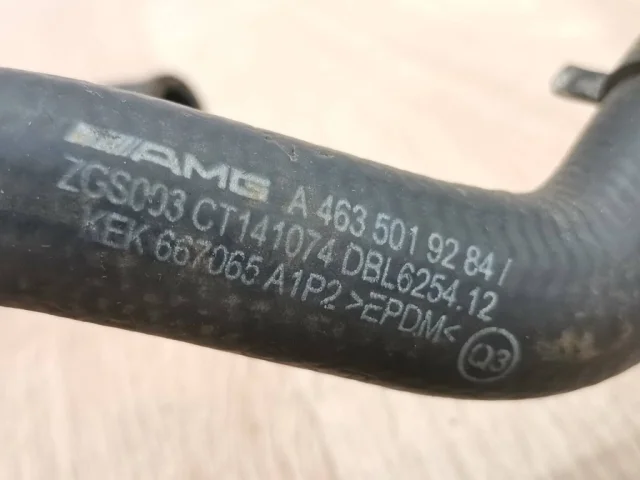 AMG A 463 501 92 84 /
ZGS003 CT141074 DBL6254.12
KEK 667065 A1P2 >EPDM< Q3